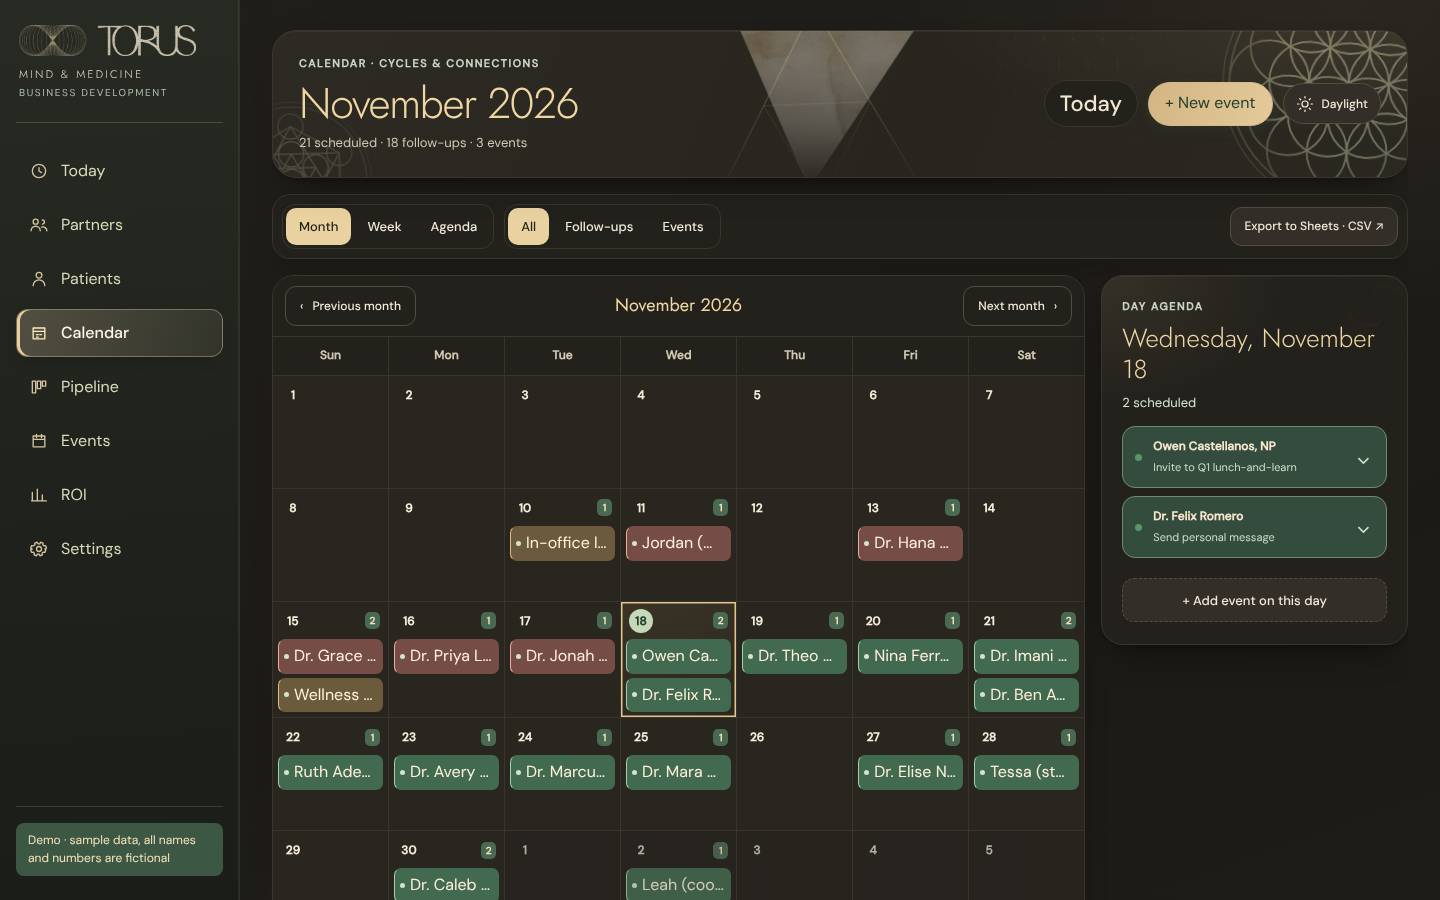 TORUS
MIND & MEDICINE
BUSINESS DEVELOPMENT
Today
Partners
Patients
Calendar
Pipeline
Events
ROI
Settings
Demo · sample data, all names
and numbers are fictional
CALENDAR · CYCLES & CONNECTIONS
November 2026
21 scheduled · 18 follow-ups · 3 events
Today
+ New event
Daylight
Month Week Agenda
All Follow-ups Events
Export to Sheets · CSV ↗
‹ Previous month
November 2026
Next month ›
Sun Mon Tue Wed Thu Fri Sat
1 2 3 4 5 6 7
8 9 10 1 11 1 12 13 1 14
In-office l... Jordan (... Dr. Hana ...
15 2 16 1 17 1 18 2 19 1 20 1 21 2
Dr. Grace ... Dr. Priya L... Dr. Jonah ... Owen Ca... Dr. Theo ... Nina Ferr... Dr. Imani ...
Wellness ... Dr. Felix R... Dr. Ben A...
22 1 23 1 24 1 25 1 26 27 1 28 1
Ruth Ade... Dr. Avery ... Dr. Marcu... Dr. Mara ... Dr. Elise N... Tessa (st...
29 30 2 1 2 1 3 4 5
Dr. Caleb ... Leah (coo...
DAY AGENDA
Wednesday, November
18
2 scheduled
Owen Castellanos, NP
Invite to Q1 lunch-and-learn
Dr. Felix Romero
Send personal message
+ Add event on this day